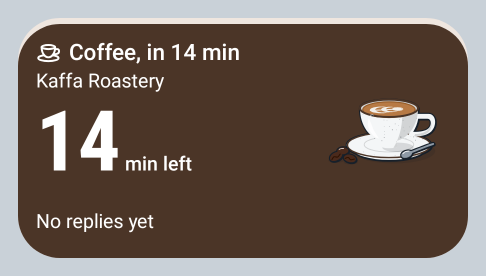 Coffee, in 14 min
Kaffa Roastery
14 min left
No replies yet